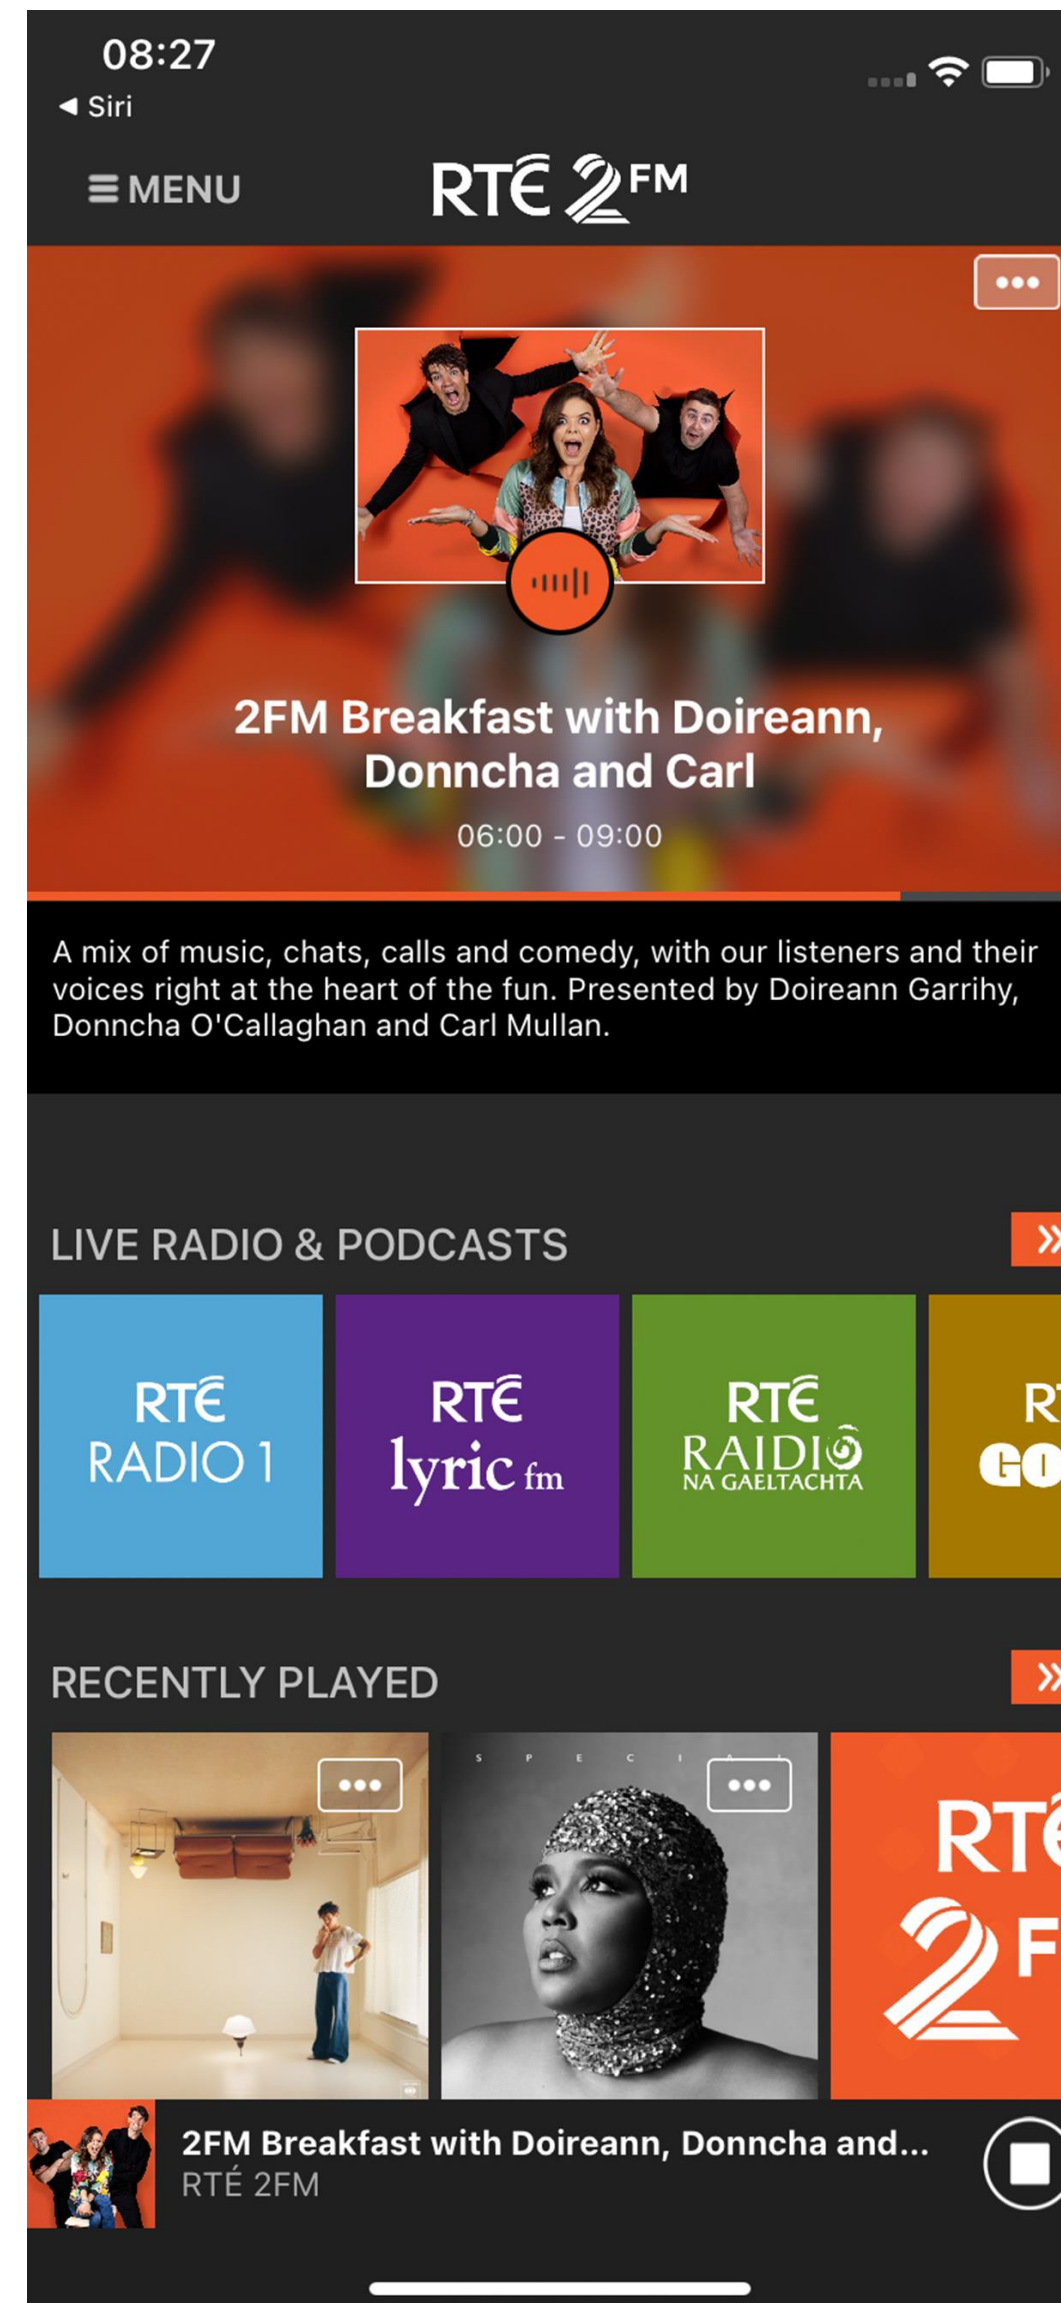 08:27
Siri
MENU
RTÉ 2FM
2FM Breakfast with Doireann,
Donncha and Carl
06:00 - 09:00
A mix of music, chats, calls and comedy, with our listeners and their
voices right at the heart of the fun. Presented by Doireann Garrihy,
Donncha O'Callaghan and Carl Mullan.
LIVE RADIO & PODCASTS
RTÉ
RADIO 1
RTÉ
lyric fm
RTÉ
RAIDIÓ
NA GAELTACHTA
RECENTLY PLAYED
SPECIAL
RTÉ
2F
2FM Breakfast with Doireann, Donncha and...
RTÉ 2FM